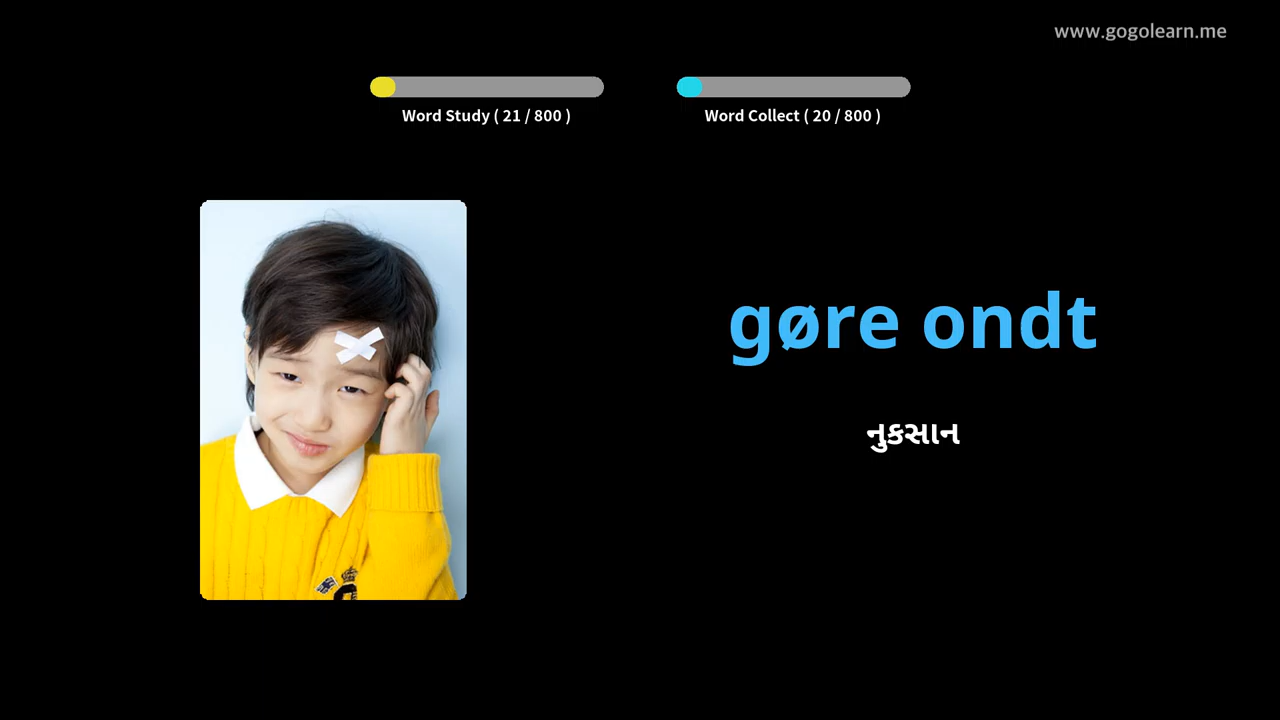 www.gogolearn.me
Word Study ( 21 / 800 )
Word Collect ( 20 / 800 )
gøre ondt
નુકસાન